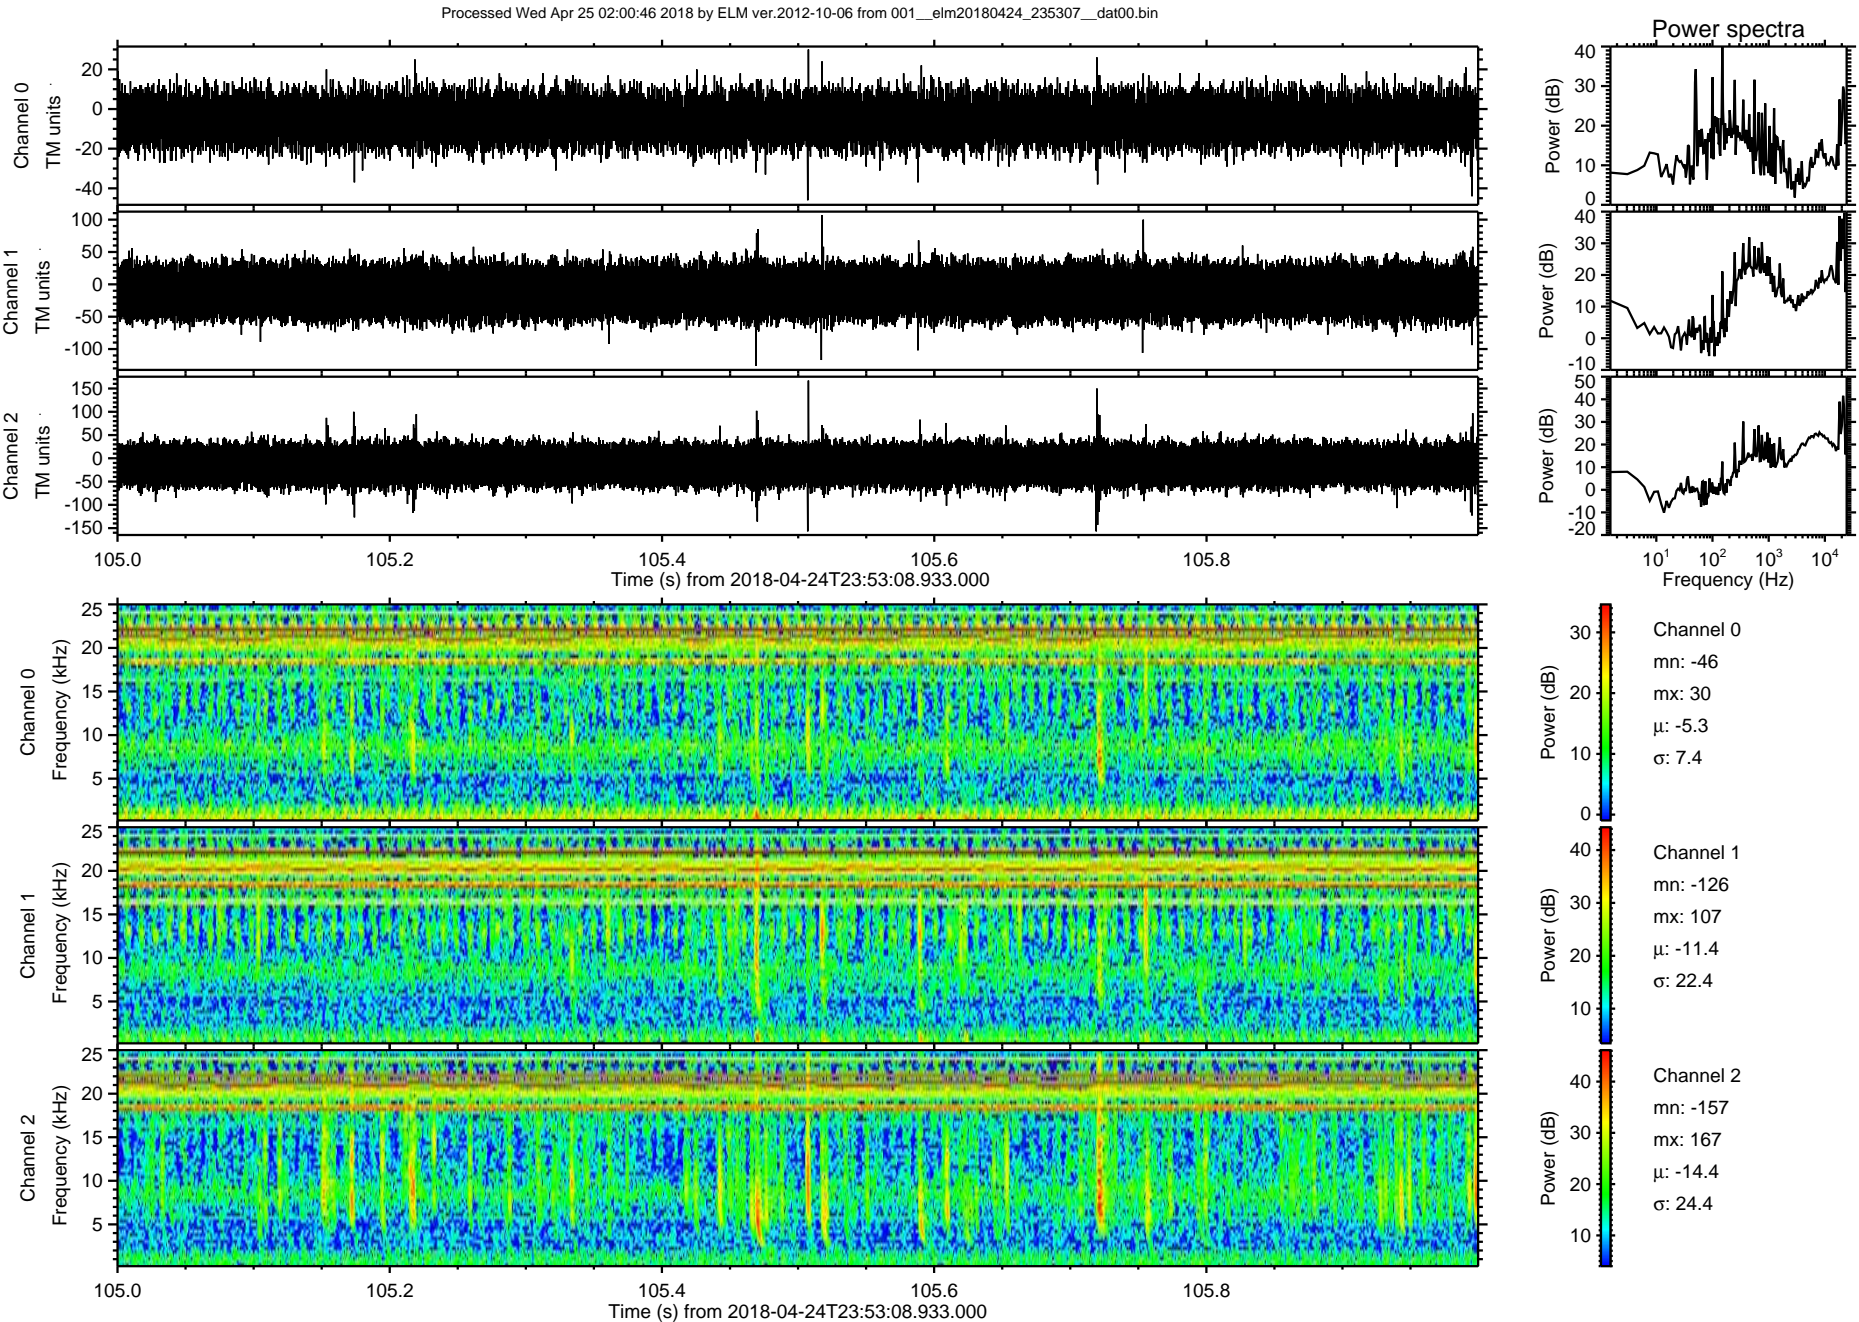 Processed Wed Apr 25 02:00:46 2018 by ELM ver.2012-10-06 from 001__elm20180424_235307__dat00.bin
Power spectra
Channel 0
TM units
20
0
-20
-40
Power (dB)
40
30
20
10
0
Channel 1
TM units
100
50
0
-50
-100
Power (dB)
40
30
20
10
0
-10
Channel 2
TM units
150
100
50
0
-50
-100
-150
Power (dB)
50
40
30
20
10
0
-10
-20
105.0 105.2 105.4 105.6 105.8
Time (s) from 2018-04-24T23:53:08.933.000
10^1 10^2 10^3 10^4
Frequency (Hz)
Channel 0
Frequency (kHz)
25
20
15
10
5
Power (dB)
30
20
10
0
Channel 0
mn: -46
mx: 30
μ: -5.3
σ: 7.4
Channel 1
Frequency (kHz)
25
20
15
10
5
Power (dB)
40
30
20
10
Channel 1
mn: -126
mx: 107
μ: -11.4
σ: 22.4
Channel 2
Frequency (kHz)
25
20
15
10
5
Power (dB)
40
30
20
10
Channel 2
mn: -157
mx: 167
μ: -14.4
σ: 24.4
105.0 105.2 105.4 105.6 105.8
Time (s) from 2018-04-24T23:53:08.933.000